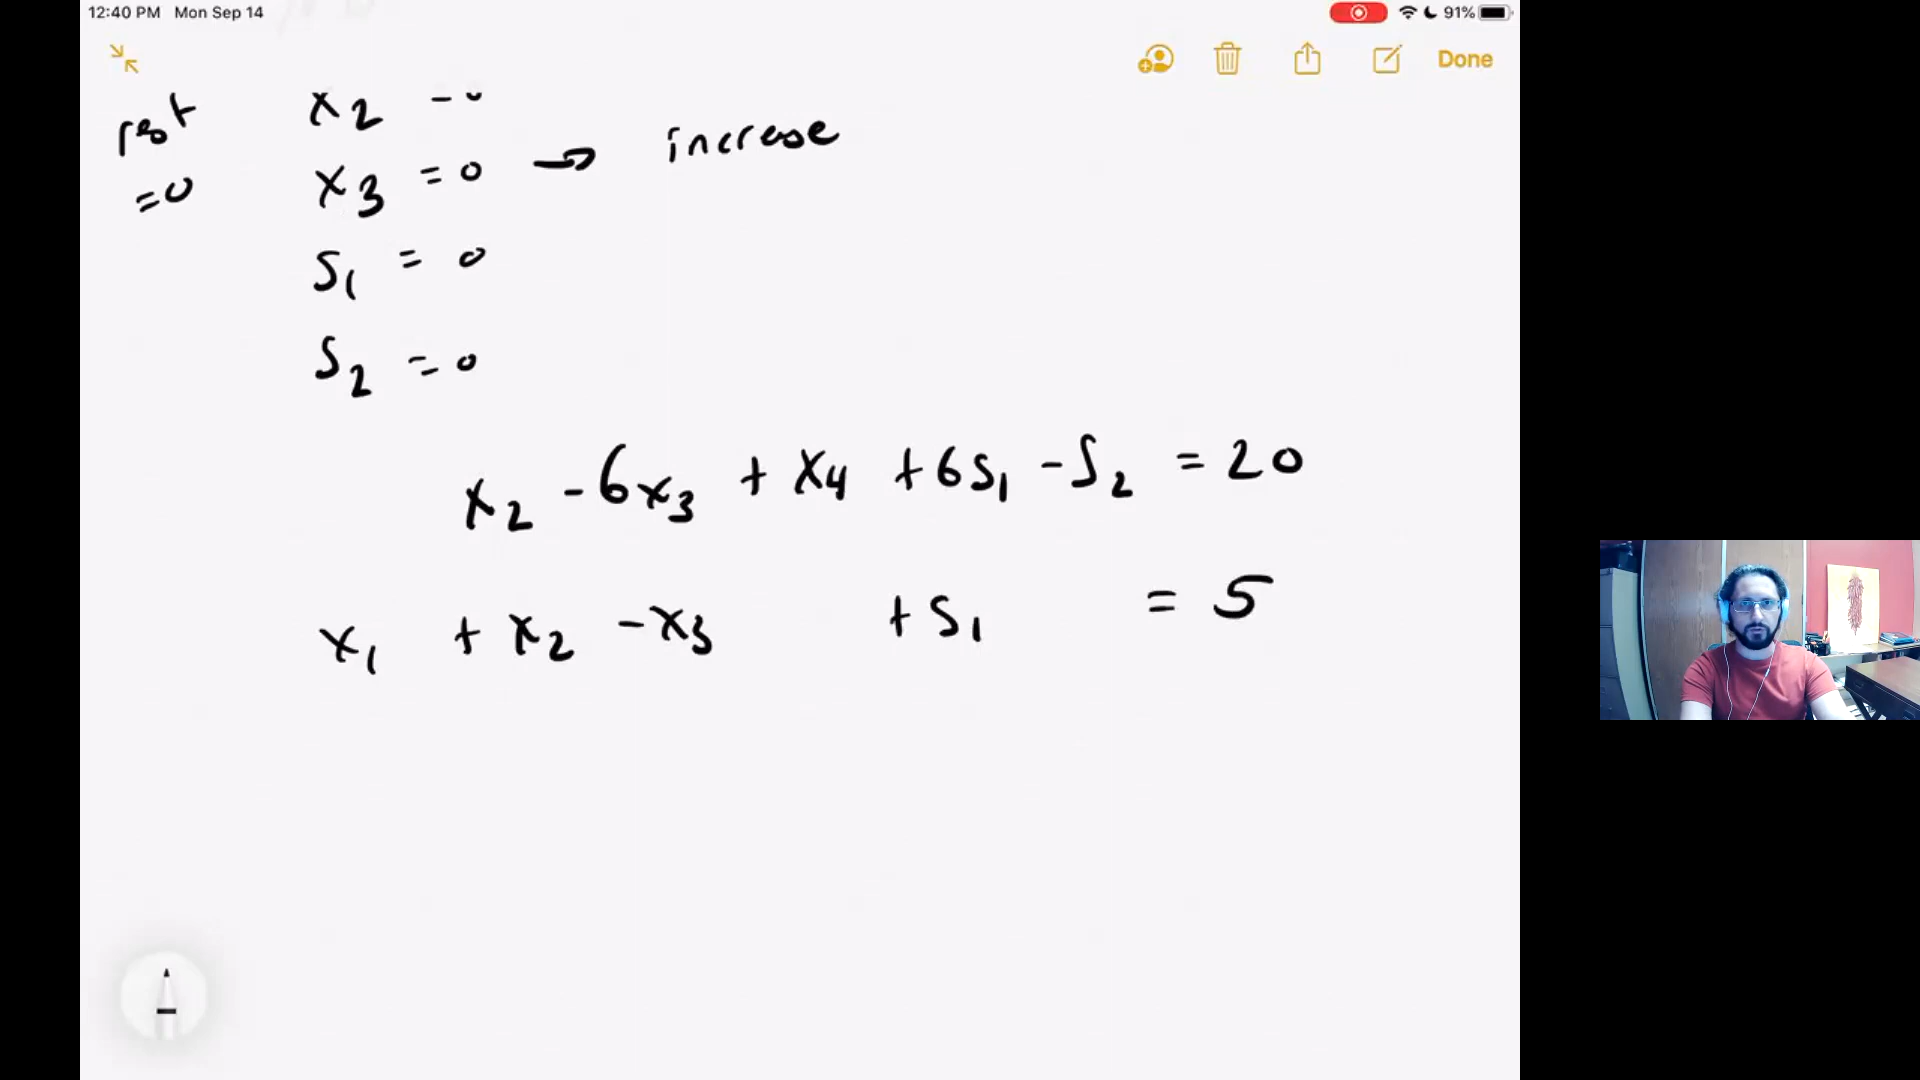 12:40 PM Mon Sep 14 91%
Done
rest
=0
x2 =0
x3 =0 → increase
s1 = 0
s2 =0
x2 -6x3 + x4 +6s1 -s2 =20
x1 + x2 -x3 +s1 = 5